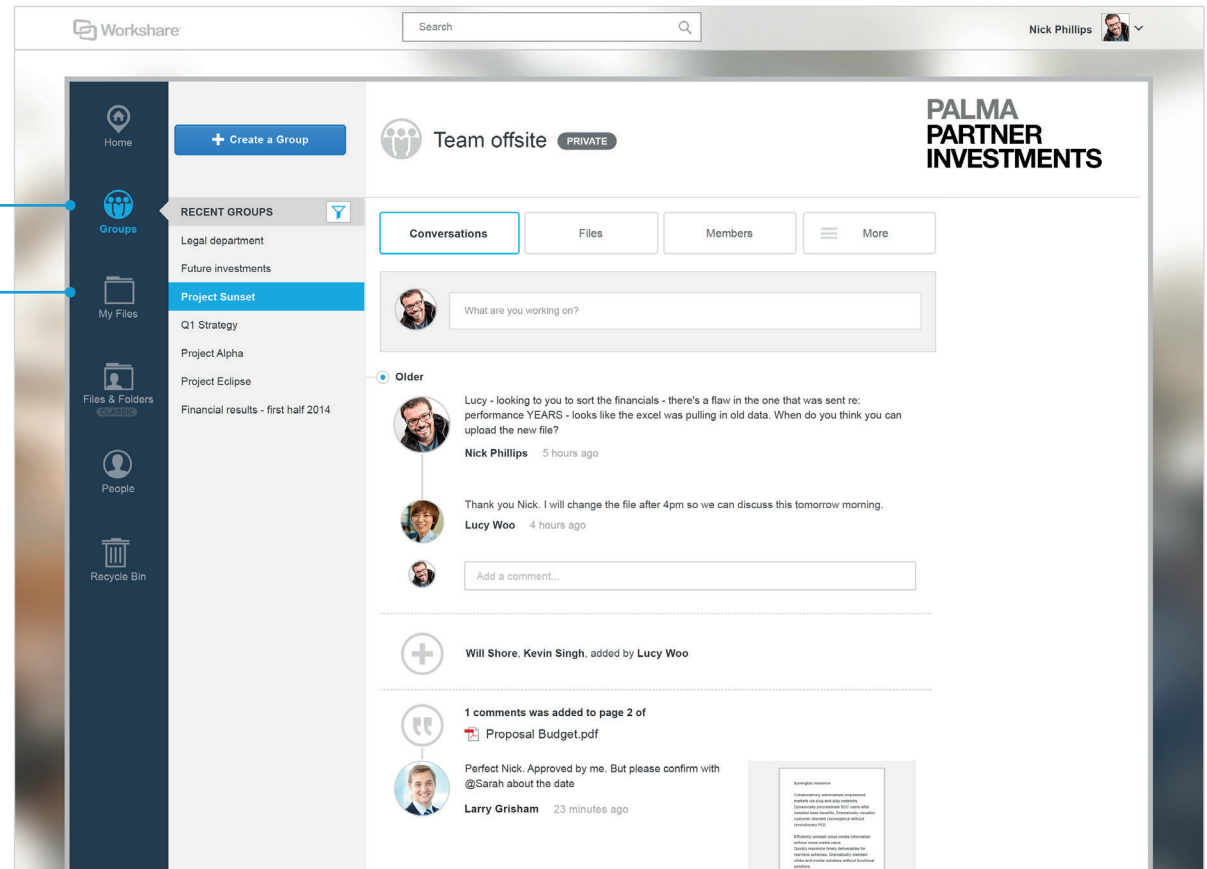 Workshare
Search
Nick Phillips
Home
Groups
My Files
Files & Folders
CLASSIC
People
Recycle Bin
+ Create a Group
RECENT GROUPS
Legal department
Future investments
Project Sunset
Q1 Strategy
Project Alpha
Project Eclipse
Financial results - first half 2014
Team offsite PRIVATE
PALMA
PARTNER
INVESTMENTS
Conversations
Files
Members
More
What are you working on?
Older
Lucy - looking to you to sort the financials - there's a flaw in the one that was sent re:
performance YEARS - looks like the excel was pulling in old data. When do you think you can
upload the new file?
Nick Phillips 5 hours ago
Thank you Nick. I will change the file after 4pm so we can discuss this tomorrow morning.
Lucy Woo 4 hours ago
Add a comment...
Will Shore, Kevin Singh, added by Lucy Woo
1 comments was added to page 2 of
Proposal Budget.pdf
Perfect Nick. Approved by me. But please confirm with
@Sarah about the date
Larry Grisham 23 minutes ago